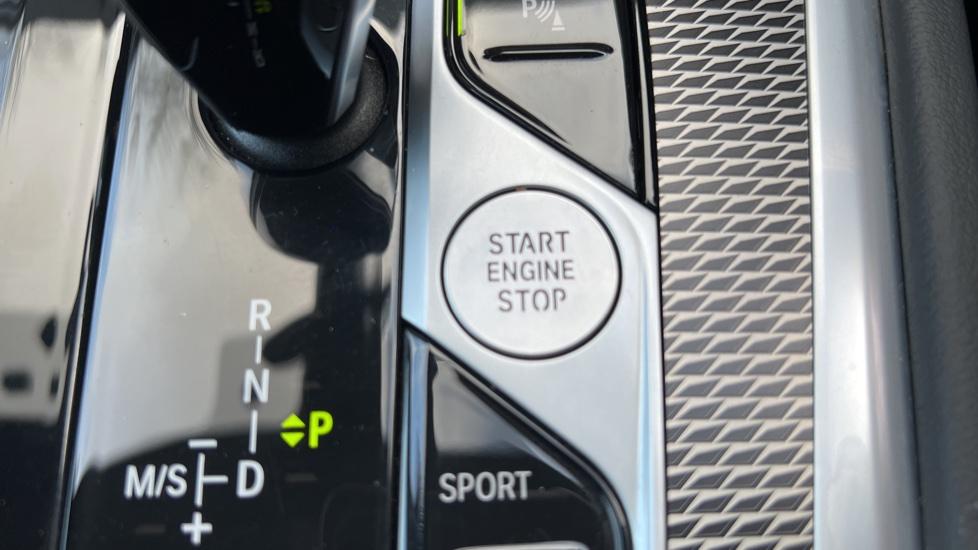 P
START
ENGINE
STOP
R
N
P
M/S
D
SPORT